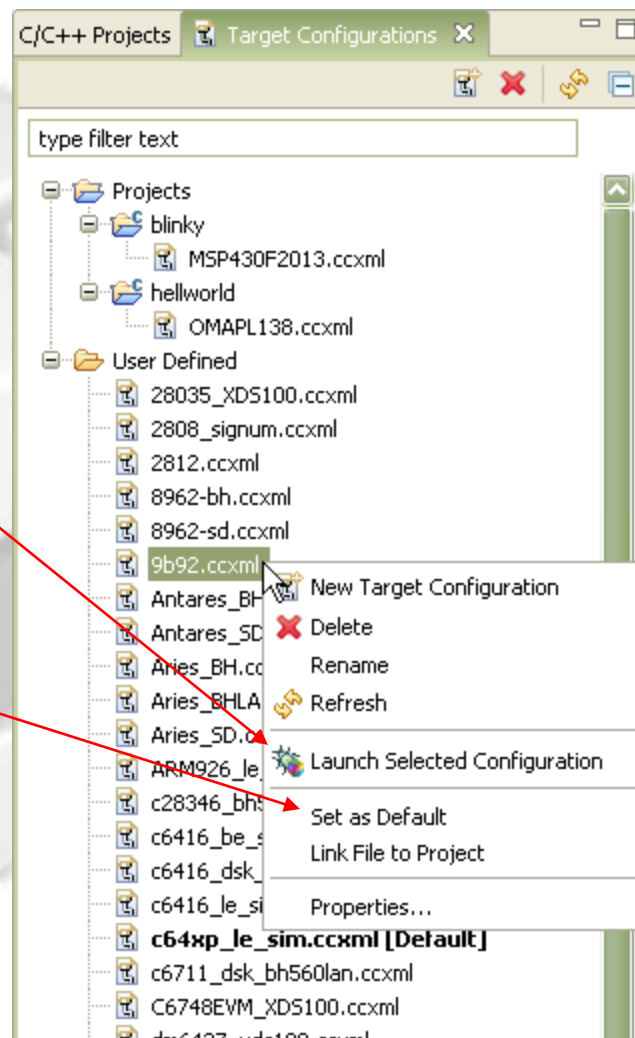 C/C++ Projects Target Configurations
type filter text
Projects
blinky
MSP430F2013.ccxml
hellworld
OMAPL138.ccxml
User Defined
28035_XDS100.ccxml
2808_signum.ccxml
2812.ccxml
8962-bh.ccxml
8962-sd.ccxml
9b92.ccxml
New Target Configuration
Antares_BH
Delete
Antares_SD
Rename
Aries_BH.cc
Refresh
Aries_BHLA
Aries_SD.c
Launch Selected Configuration
ARM926_le_
Set as Default
c28346_bh5
Link File to Project
c6416_be_s
c6416_dsk_
Properties...
c6416_le_si
c64xp_le_sim.ccxml [Default]
c6711_dsk_bh560lan.ccxml
C6748EVM_XDS100.ccxml